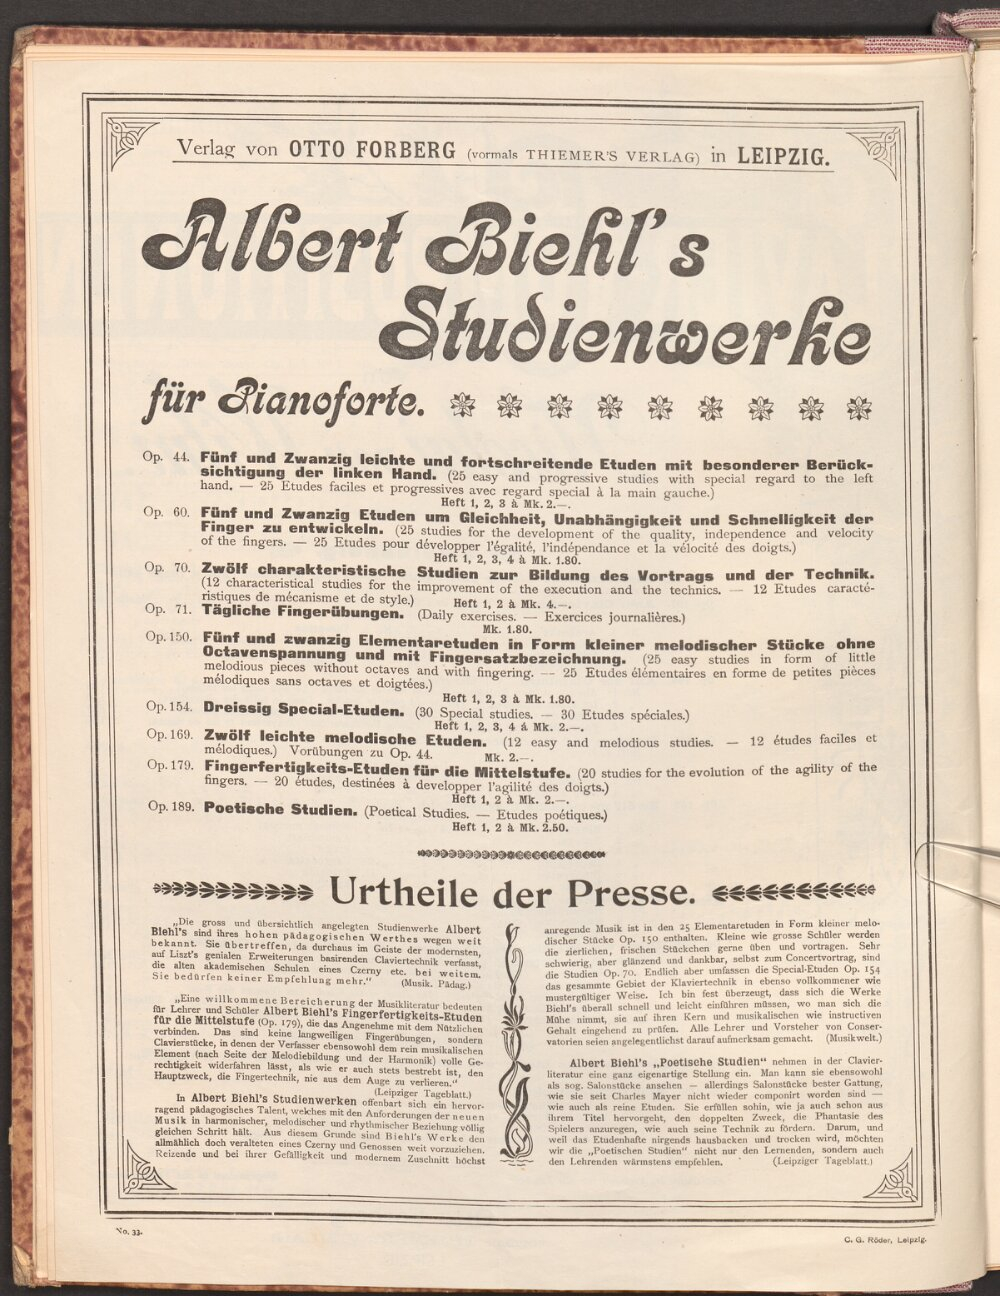 Verlag von OTTO FORBERG (vormals THIEMER'S VERLAG) in LEIPZIG.
Albert Biehl's
Studienwerke
für Pianoforte.
Op. 44. Fünf und Zwanzig leichte und fortschreitende Etuden mit besonderer Berück-
sichtigung der linken Hand. (25 easy and progressive studies with special regard to the left
hand. — 25 Etudes faciles et progressives avec regard special à la main gauche.)
Heft 1, 2, 3 à Mk. 2.—.
Op. 60. Fünf und Zwanzig Etuden um Gleichheit, Unabhängigkeit und Schnelligkeit der
Finger zu entwickeln. (25 studies for the development of the quality, independence and velocity
of the fingers. — 25 Etudes pour développer l'égalité, l'indépendance et la vélocité des doigts.)
Heft 1, 2, 3, 4 à Mk. 1.80.
Op. 70. Zwölf charakteristische Studien zur Bildung des Vortrags und der Technik.
(12 characteristical studies for the improvement of the execution and the technics. — 12 Etudes caracté-
ristiques de mécanisme et de style.) Heft 1, 2 à Mk. 4.—.
Op. 71. Tägliche Fingerübungen. (Daily exercises. — Exercices journalières.)
Mk. 1.80.
Op. 150. Fünf und zwanzig Elementaretuden in Form kleiner melodischer Stücke ohne
Octavenspannung und mit Fingersatzbezeichnung. (25 easy studies in form of little
melodious pieces without octaves and with fingering. — 25 Etudes élémentaires en forme de petites pièces
mélodiques sans octaves et doigtées.)
Heft 1, 2, 3 à Mk. 1.80.
Op. 154. Dreissig Special-Etuden. (30 Special studies. — 30 Etudes spéciales.)
Heft 1, 2, 3, 4 á Mk. 2.—.
Op. 169. Zwölf leichte melodische Etuden. (12 easy and melodious studies. — 12 études faciles et
mélodiques.) Vorübungen zu Op. 44. Mk. 2.—.
Op. 179. Fingerfertigkeits-Etuden für die Mittelstufe. (20 studies for the evolution of the agility of the
fingers. — 20 études, destinées à developper l'agilité des doigts.)
Heft 1, 2 à Mk. 2.—.
Op. 189. Poetische Studien. (Poetical Studies. — Etudes poétiques.)
Heft 1, 2 à Mk. 2.50.
Urtheile der Presse.
„Die gross und übersichtlich angelegten Studienwerke Albert
Biehl's sind ihres hohen pädagogischen Werthes wegen weit
bekannt. Sie übertreffen, da durchaus im Geiste der modernsten,
auf Liszt's genialen Erweiterungen basirenden Claviertechnik verfasst,
die alten akademischen Schulen eines Czerny etc. bei weitem.
Sie bedürfen keiner Empfehlung mehr.“ (Musik. Pädag.)
„Eine willkommene Bereicherung der Musikliteratur bedeuten
für Lehrer und Schüler Albert Biehl's Fingerfertigkeits-Etuden
für die Mittelstufe (Op. 179), die das Angenehme mit dem Nützlichen
verbinden. Das sind keine langweiligen Fingerübungen, sondern
Clavierstücke, in denen der Verfasser ebensowohl dem rein musikalischen
Element (nach Seite der Melodiebildung und der Harmonik) volle Ge-
rechtigkeit widerfahren lässt, als wie er auch stets bestrebt ist, den
Hauptzweck, die Fingertechnik, nie aus dem Auge zu verlieren.“
(Leipziger Tageblatt.)
In Albert Biehl's Studienwerken offenbart sich ein hervor-
ragend pädagogisches Talent, welches mit den Anforderungen der neuen
Musik in harmonischer, melodischer und rhythmischer Beziehung völlig
gleichen Schritt hält. Aus diesem Grunde sind Biehl's Werke den
allmählich doch veralteten eines Czerny und Genossen weit vorzuziehen.
Reizende und bei ihrer Gefälligkeit und modernem Zuschnitt höchst
anregende Musik ist in den 25 Elementaretuden in Form kleiner melo-
discher Stücke Op. 150 enthalten. Kleine wie grosse Schüler werden
die zierlichen, frischen Stückchen gerne üben und vortragen. Sehr
schwierig, aber glänzend und dankbar, selbst zum Concertvortrag, sind
die Studien Op. 70. Endlich aber umfassen die Special-Etuden Op. 154
das gesammte Gebiet der Klaviertechnik in ebenso vollkommener wie
mustergültiger Weise. Ich bin fest überzeugt, dass sich die Werke
Biehl's überall schnell und leicht einführen müssen, wo man sich die
Mühe nimmt, sie auf ihren Kern und musikalischen wie instructiven
Gehalt eingehend zu prüfen. Alle Lehrer und Vorsteher von Conser-
vatorien seien angelegentlichst darauf aufmerksam gemacht. (Musikwelt.)
Albert Biehl's „Poetische Studien“ nehmen in der Clavier-
literatur eine ganz eigenartige Stellung ein. Man kann sie ebensowohl
als sog. Salonstücke ansehen — allerdings Salonstücke bester Gattung,
wie sie seit Charles Mayer nicht wieder componirt worden sind —
wie auch als reine Etuden. Sie erfüllen sohin, wie ja auch schon aus
ihrem Titel hervorgeht, den doppelten Zweck, die Phantasie des
Spielers anzuregen, wie auch seine Technik zu fördern. Darum, und
weil das Etudenhafte nirgends hausbacken und trocken wird, möchten
wir die „Poetischen Studien“ nicht nur den Lernenden, sondern auch
den Lehrenden wärmstens empfehlen. (Leipziger Tageblatt.)
No. 33.
C. G. Röder, Leipzig.